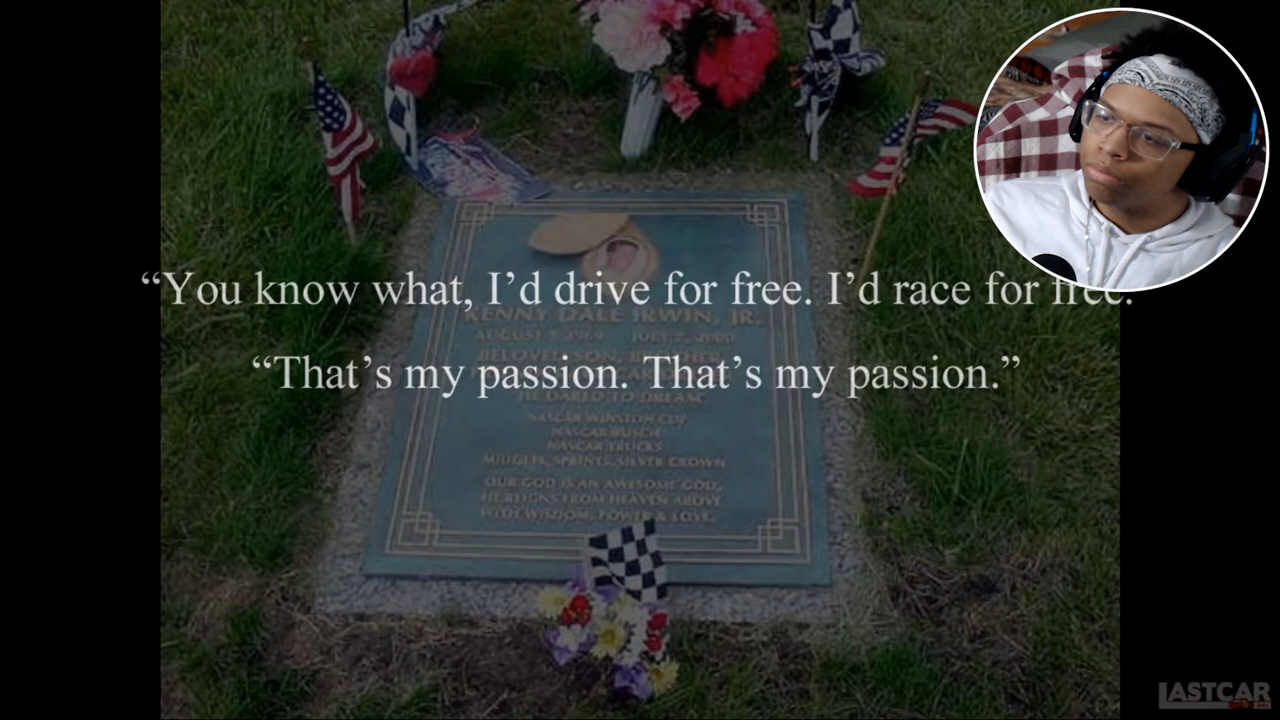 “You know what, I’d drive for free. I’d race for free.
“That’s my passion. That’s my passion.”
KENNY DALE IRWIN, JR.
AUGUST 5, 1969 JULY 7, 2000
BELOVED SON, BROTHER
HE DARED TO DREAM
NASCAR WINSTON CUP
NASCAR BUSCH
NASCAR TRUCKS
MIDGETS, SPRINTS, SILVER CROWN
OUR GOD IS AN AWESOME GOD,
HE REIGNS FROM HEAVEN ABOVE
WITH WISDOM, POWER & LOVE.
LASTCAR